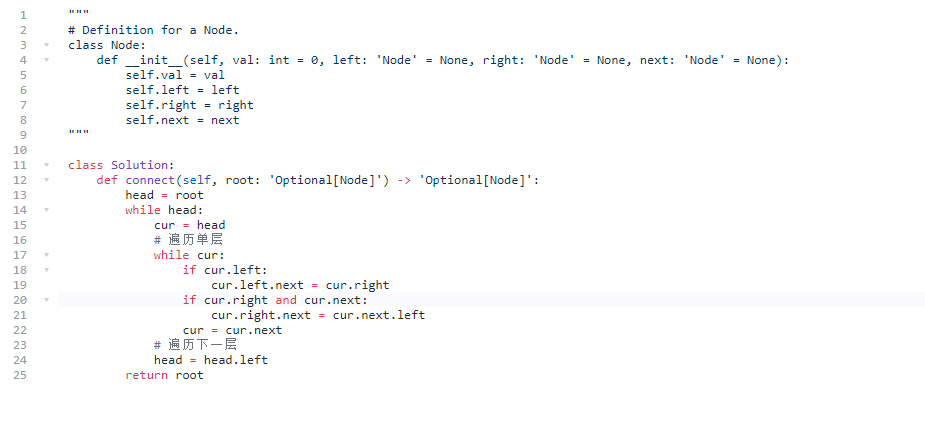 1 """
2 # Definition for a Node.
3 class Node:
4     def __init__(self, val: int = 0, left: 'Node' = None, right: 'Node' = None, next: 'Node' = None):
5         self.val = val
6         self.left = left
7         self.right = right
8         self.next = next
9 """
10
11 class Solution:
12     def connect(self, root: 'Optional[Node]') -> 'Optional[Node]':
13         head = root
14         while head:
15             cur = head
16             # 遍历单层
17             while cur:
18                 if cur.left:
19                     cur.left.next = cur.right
20                 if cur.right and cur.next:
21                     cur.right.next = cur.next.left
22                 cur = cur.next
23             # 遍历下一层
24             head = head.left
25         return root